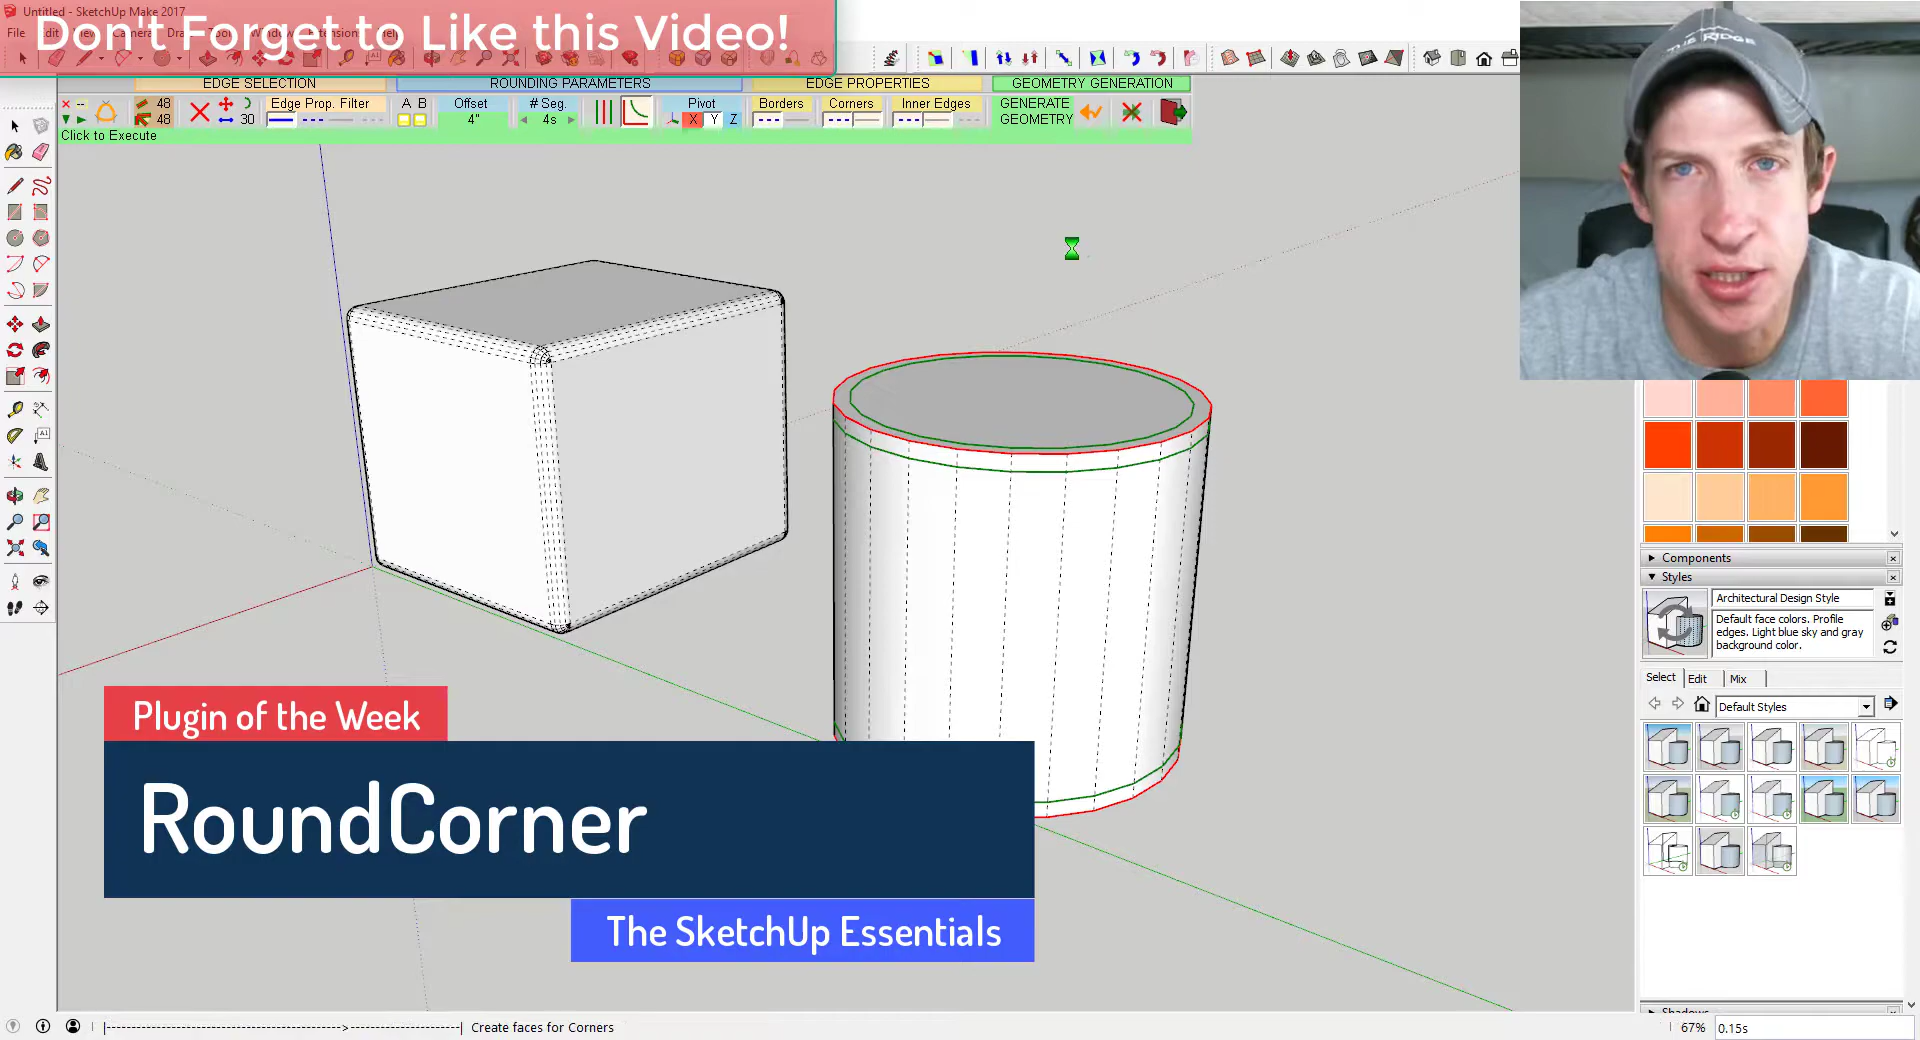 Untitled - SketchUp Make 2017
Don't Forget to Like this Video!
File
THE RIDGE
EDGE SELECTION
ROUNDING PARAMETERS
EDGE PROPERTIES
GEOMETRY GENERATION
48
48
30
Edge Prop. Filter
A B
Offset
4"
# Seg.
4s
Pivot
X Y Z
Borders
Corners
Inner Edges
GENERATE
GEOMETRY
Click to Execute
Components
Styles
Architectural Design Style
Default face colors. Profile
edges. Light blue sky and gray
background color.
Select
Edit
Mix
Default Styles
Plugin of the Week
RoundCorner
The SketchUp Essentials
Shadows
Create faces for Corners
67%
0.15s